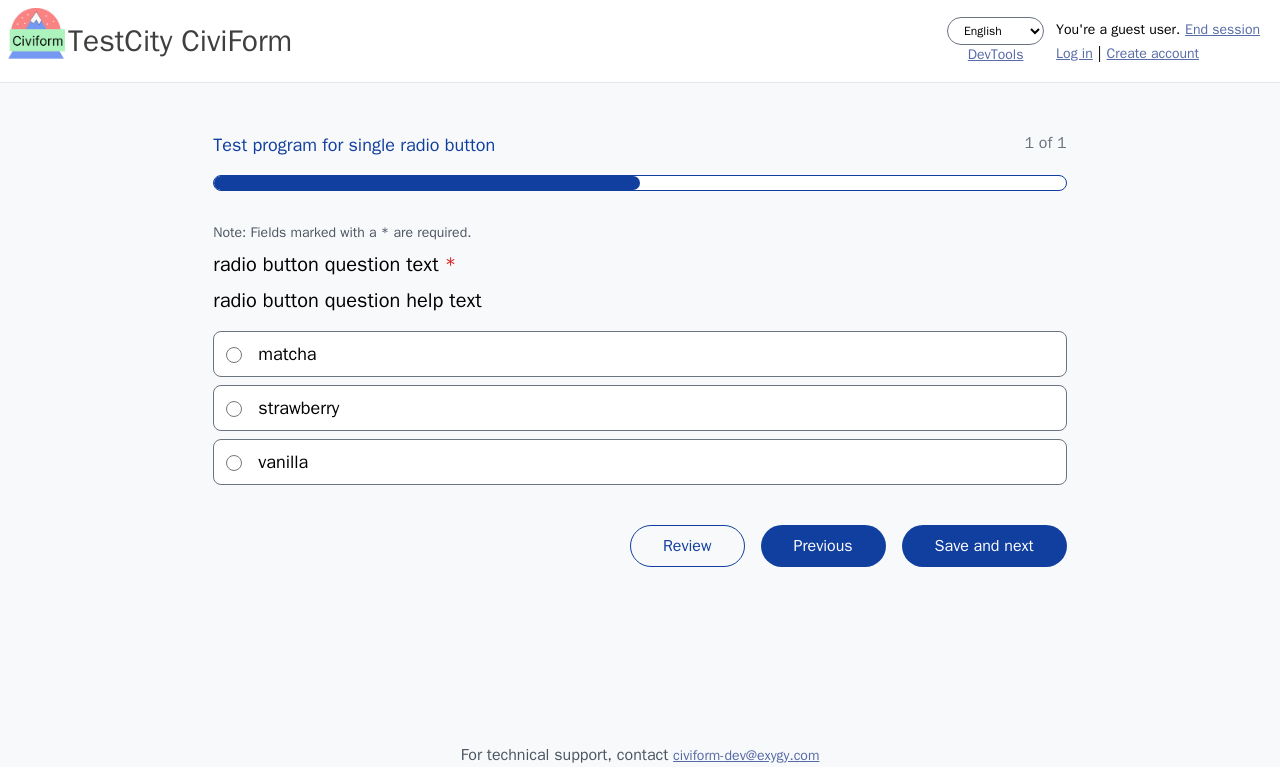 Civiform
TestCity CiviForm
English
DevTools
You're a guest user. End session
Log in | Create account
Test program for single radio button
1 of 1
Note: Fields marked with a * are required.
radio button question text *
radio button question help text
matcha
strawberry
vanilla
Review
Previous
Save and next
For technical support, contact civiform-dev@exygy.com